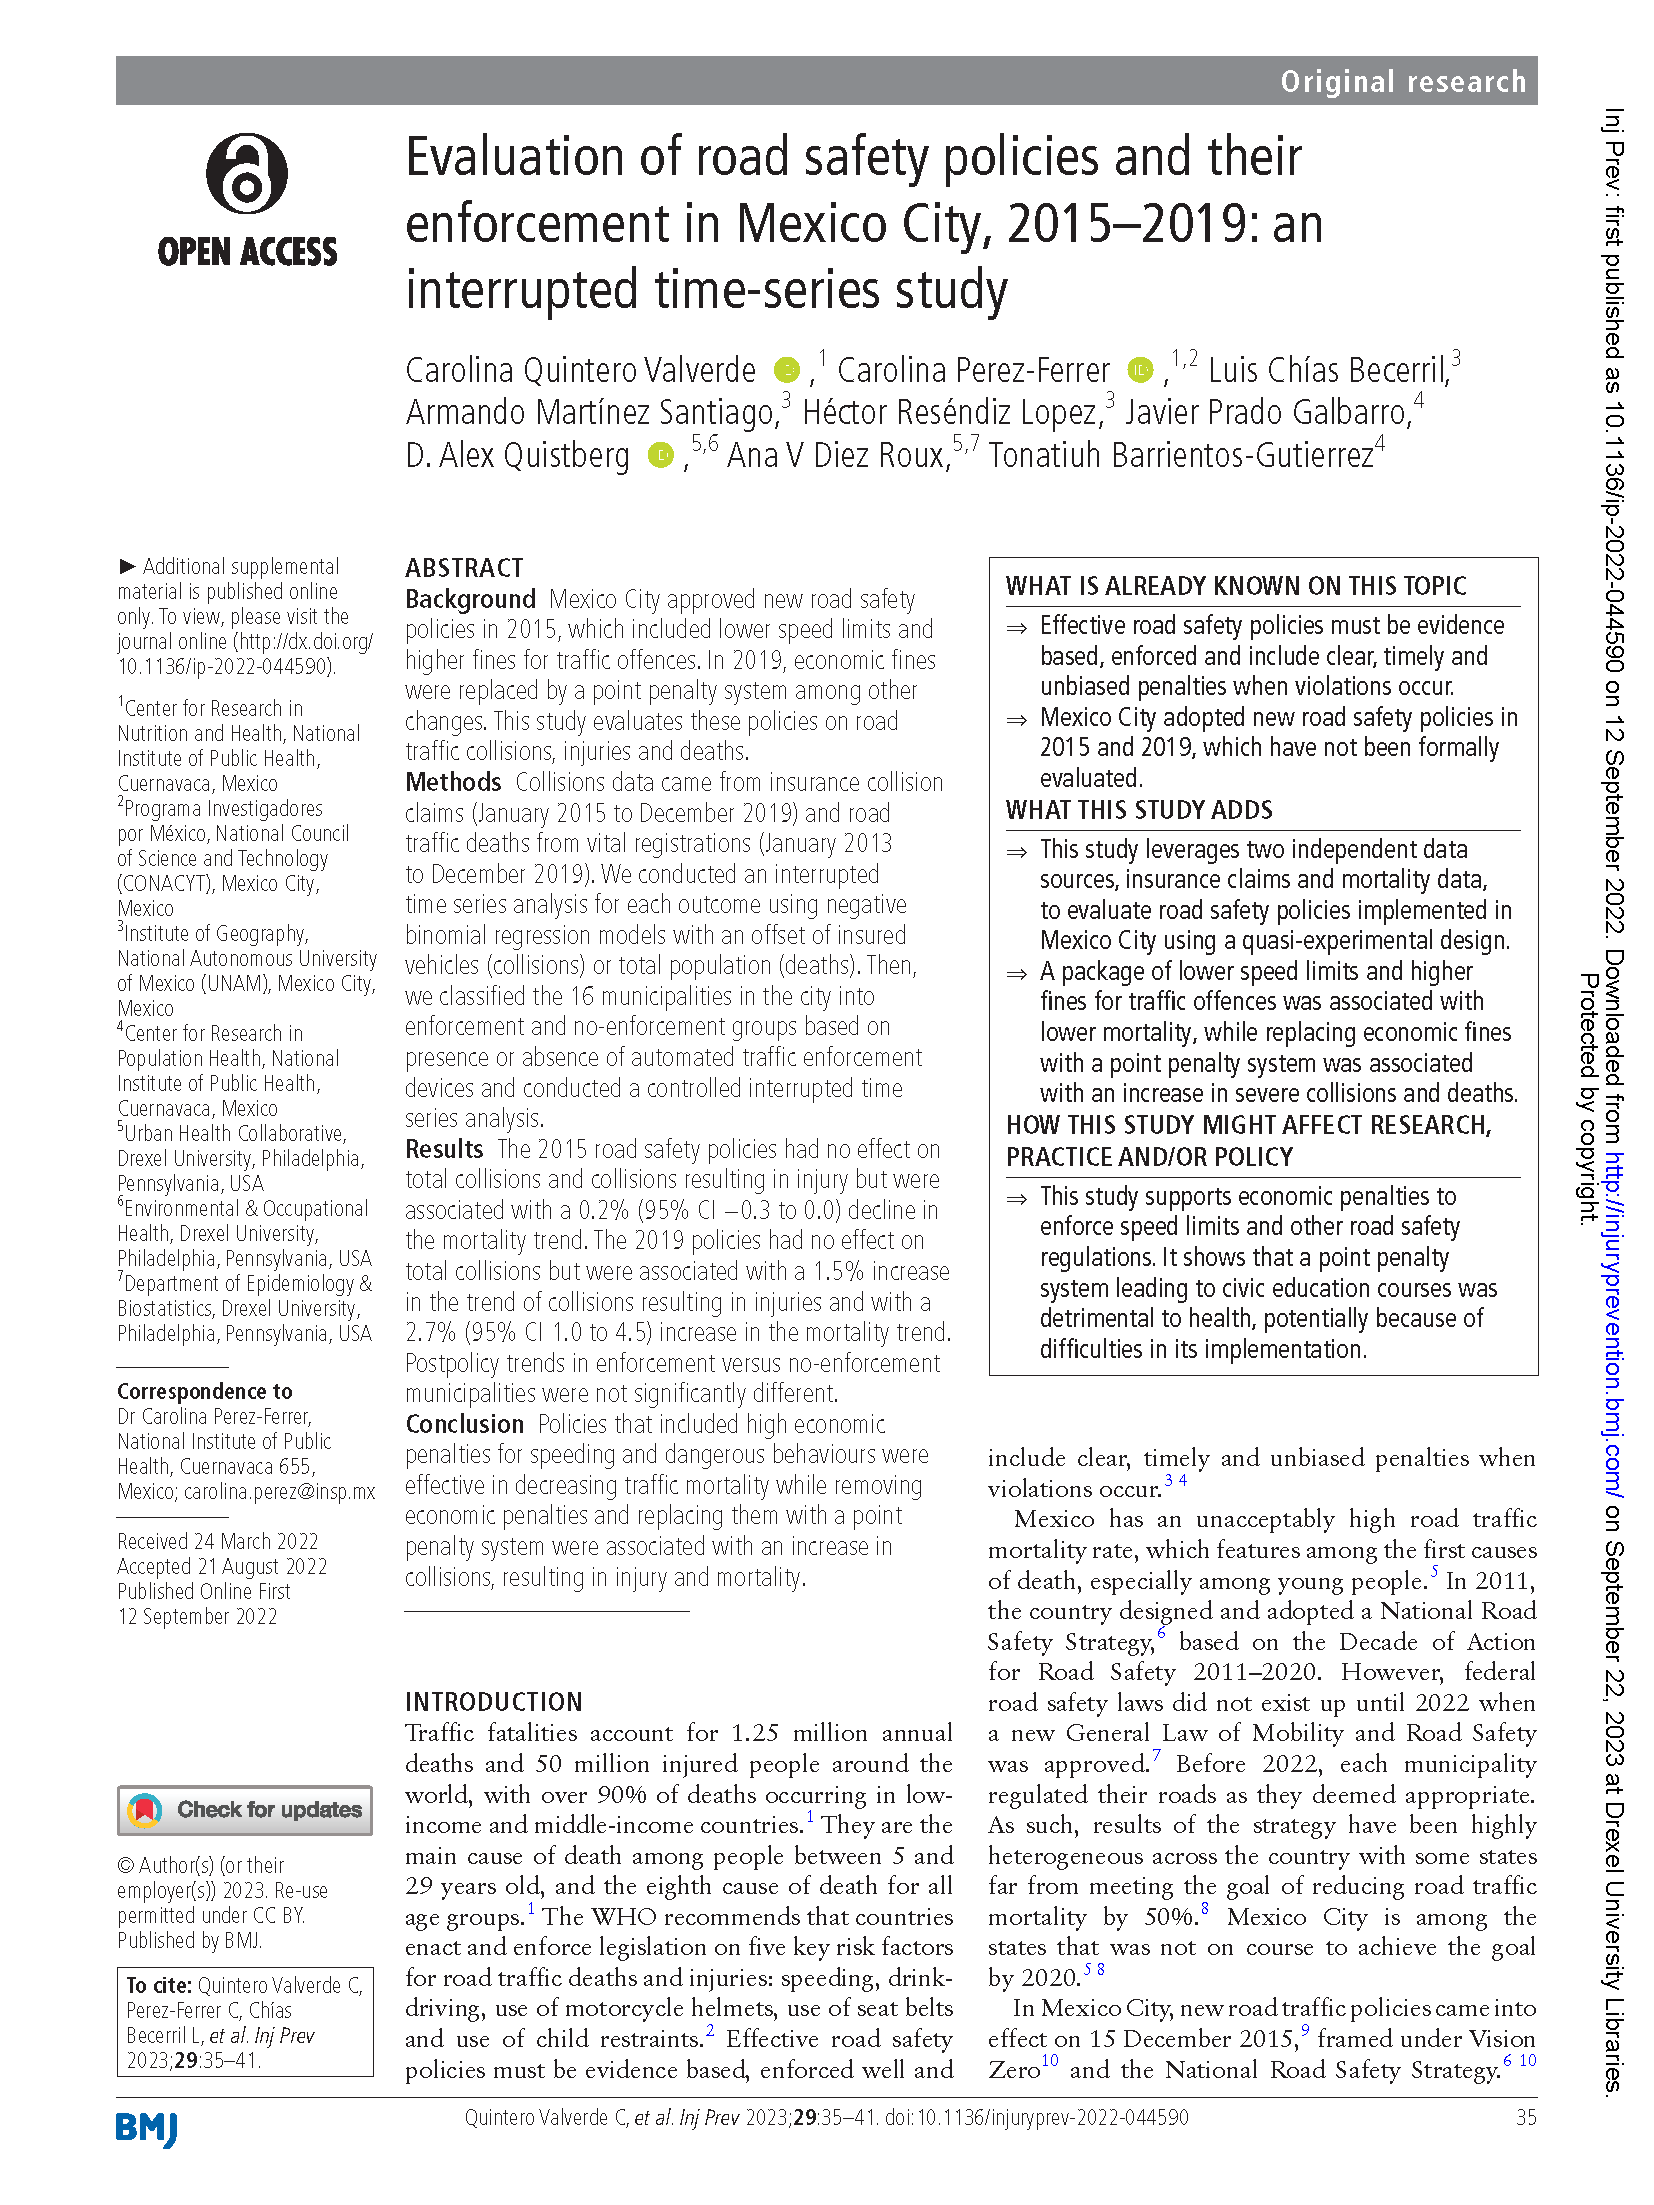 Original research
OPEN ACCESS
Evaluation of road safety policies and their
enforcement in Mexico City, 2015–2019: an
interrupted time-series study
Carolina Quintero Valverde ,1 Carolina Perez-Ferrer ,1,2 Luis Chías Becerril,3
Armando Martínez Santiago,3 Héctor Reséndiz Lopez,3 Javier Prado Galbarro,4
D. Alex Quistberg ,5,6 Ana V Diez Roux,5,7 Tonatiuh Barrientos-Gutierrez4
► Additional supplemental
material is published online
only. To view, please visit the
journal online (http://dx.doi.org/
10.1136/ip-2022-044590).
1Center for Research in
Nutrition and Health, National
Institute of Public Health,
Cuernavaca, Mexico
2Programa Investigadores
por México, National Council
of Science and Technology
(CONACYT), Mexico City,
Mexico
3Institute of Geography,
National Autonomous University
of Mexico (UNAM), Mexico City,
Mexico
4Center for Research in
Population Health, National
Institute of Public Health,
Cuernavaca, Mexico
5Urban Health Collaborative,
Drexel University, Philadelphia,
Pennsylvania, USA
6Environmental & Occupational
Health, Drexel University,
Philadelphia, Pennsylvania, USA
7Department of Epidemiology &
Biostatistics, Drexel University,
Philadelphia, Pennsylvania, USA
Correspondence to
Dr Carolina Perez-Ferrer,
National Institute of Public
Health, Cuernavaca 655,
Mexico; carolina.perez@insp.mx
Received 24 March 2022
Accepted 21 August 2022
Published Online First
12 September 2022
Check for updates
© Author(s) (or their
employer(s)) 2023. Re-use
permitted under CC BY.
Published by BMJ.
To cite: Quintero Valverde C,
Perez-Ferrer C, Chías
Becerril L, et al. Inj Prev
2023;29:35–41.
ABSTRACT
Background Mexico City approved new road safety
policies in 2015, which included lower speed limits and
higher fines for traffic offences. In 2019, economic fines
were replaced by a point penalty system among other
changes. This study evaluates these policies on road
traffic collisions, injuries and deaths.
Methods Collisions data came from insurance collision
claims (January 2015 to December 2019) and road
traffic deaths from vital registrations (January 2013
to December 2019). We conducted an interrupted
time series analysis for each outcome using negative
binomial regression models with an offset of insured
vehicles (collisions) or total population (deaths). Then,
we classified the 16 municipalities in the city into
enforcement and no-enforcement groups based on
presence or absence of automated traffic enforcement
devices and conducted a controlled interrupted time
series analysis.
Results The 2015 road safety policies had no effect on
total collisions and collisions resulting in injury but were
associated with a 0.2% (95% CI −0.3 to 0.0) decline in
the mortality trend. The 2019 policies had no effect on
total collisions but were associated with a 1.5% increase
in the trend of collisions resulting in injuries and with a
2.7% (95% CI 1.0 to 4.5) increase in the mortality trend.
Postpolicy trends in enforcement versus no-enforcement
municipalities were not significantly different.
Conclusion Policies that included high economic
penalties for speeding and dangerous behaviours were
effective in decreasing traffic mortality while removing
economic penalties and replacing them with a point
penalty system were associated with an increase in
collisions, resulting in injury and mortality.
INTRODUCTION
Traffic fatalities account for 1.25 million annual
deaths and 50 million injured people around the
world, with over 90% of deaths occurring in low-
income and middle-income countries.1 They are the
main cause of death among people between 5 and
29 years old, and the eighth cause of death for all
age groups.1 The WHO recommends that countries
enact and enforce legislation on five key risk factors
for road traffic deaths and injuries: speeding, drink-
driving, use of motorcycle helmets, use of seat belts
and use of child restraints.2 Effective road safety
policies must be evidence based, enforced well and
WHAT IS ALREADY KNOWN ON THIS TOPIC
⇒ Effective road safety policies must be evidence
based, enforced and include clear, timely and
unbiased penalties when violations occur.
⇒ Mexico City adopted new road safety policies in
2015 and 2019, which have not been formally
evaluated.
WHAT THIS STUDY ADDS
⇒ This study leverages two independent data
sources, insurance claims and mortality data,
to evaluate road safety policies implemented in
Mexico City using a quasi-experimental design.
⇒ A package of lower speed limits and higher
fines for traffic offences was associated with
lower mortality, while replacing economic fines
with a point penalty system was associated
with an increase in severe collisions and deaths.
HOW THIS STUDY MIGHT AFFECT RESEARCH,
PRACTICE AND/OR POLICY
⇒ This study supports economic penalties to
enforce speed limits and other road safety
regulations. It shows that a point penalty
system leading to civic education courses was
detrimental to health, potentially because of
difficulties in its implementation.
include clear, timely and unbiased penalties when
violations occur.3 4
Mexico has an unacceptably high road traffic
mortality rate, which features among the first causes
of death, especially among young people.5 In 2011,
the country designed and adopted a National Road
Safety Strategy,6 based on the Decade of Action
for Road Safety 2011–2020. However, federal
road safety laws did not exist up until 2022 when
a new General Law of Mobility and Road Safety
was approved.7 Before 2022, each municipality
regulated their roads as they deemed appropriate.
As such, results of the strategy have been highly
heterogeneous across the country with some states
far from meeting the goal of reducing road traffic
mortality by 50%.8 Mexico City is among the
states that was not on course to achieve the goal
by 2020.5 8
In Mexico City, new road traffic policies came into
effect on 15 December 2015,9 framed under Vision
Zero10 and the National Road Safety Strategy.6 10
BMJ
Quintero Valverde C, et al. Inj Prev 2023;29:35–41. doi:10.1136/injuryprev-2022-044590
35
Inj Prev: first published as 10.1136/ip-2022-044590 on 12 September 2022. Downloaded from http://injuryprevention.bmj.com/ on September 22, 2023 at Drexel University Libraries.
Protected by copyright.